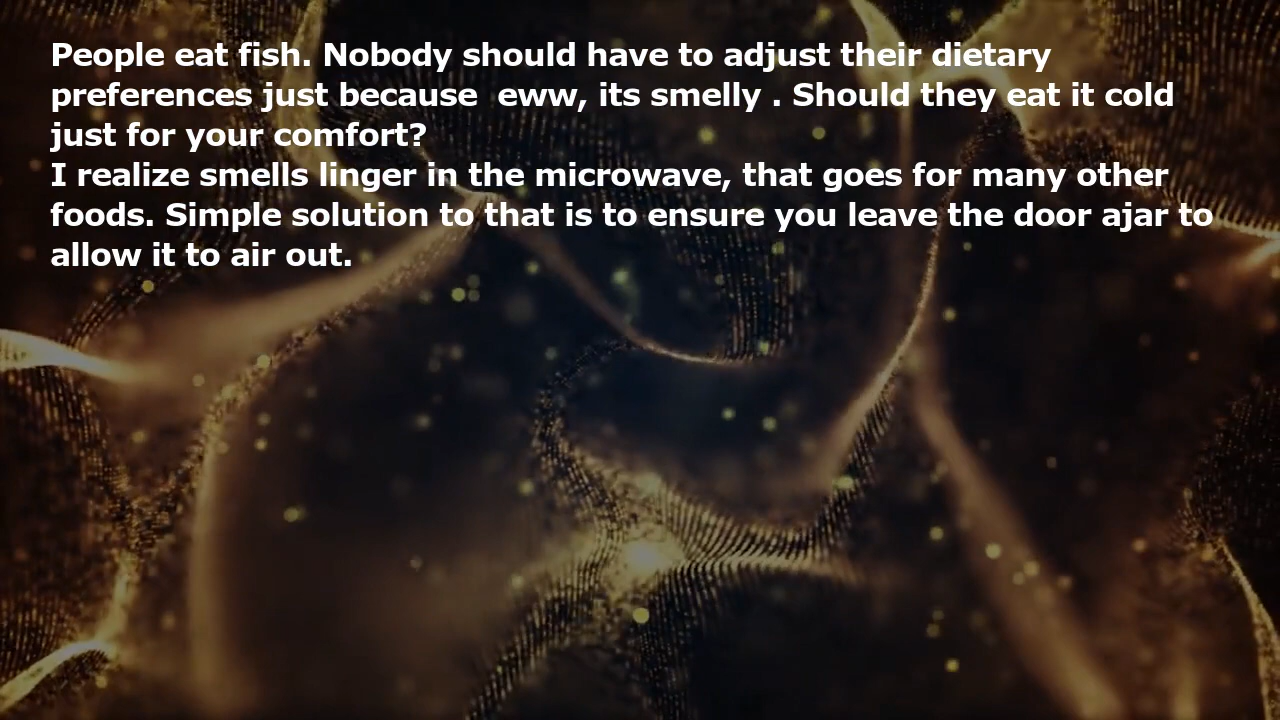 People eat fish. Nobody should have to adjust their dietary
preferences just because  eww, its smelly . Should they eat it cold
just for your comfort?
I realize smells linger in the microwave, that goes for many other
foods. Simple solution to that is to ensure you leave the door ajar to
allow it to air out.